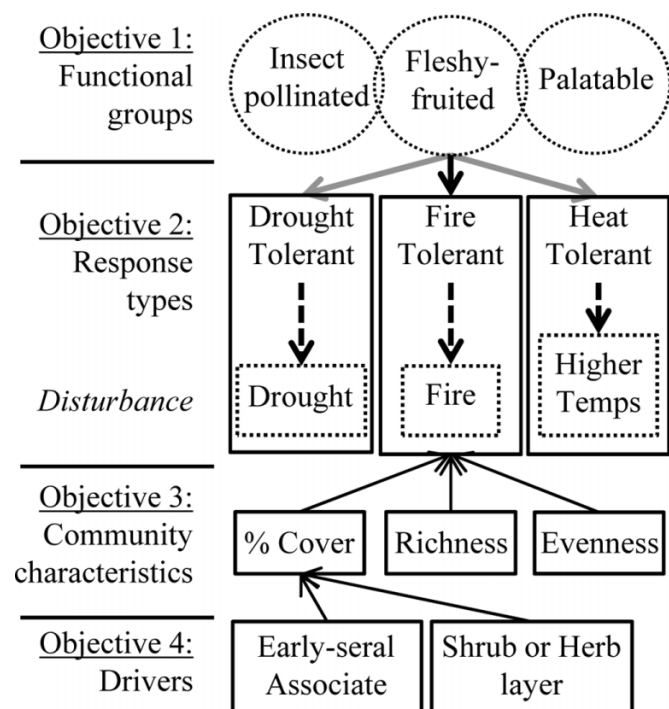 Objective 1:
Functional
groups
Insect
pollinated
Fleshy-
fruited
Palatable
Objective 2:
Response
types
Disturbance
Drought
Tolerant
Drought
Fire
Tolerant
Fire
Heat
Tolerant
Higher
Temps
Objective 3:
Community
characteristics
% Cover
Richness
Evenness
Objective 4:
Drivers
Early-seral
Associate
Shrub or Herb
layer